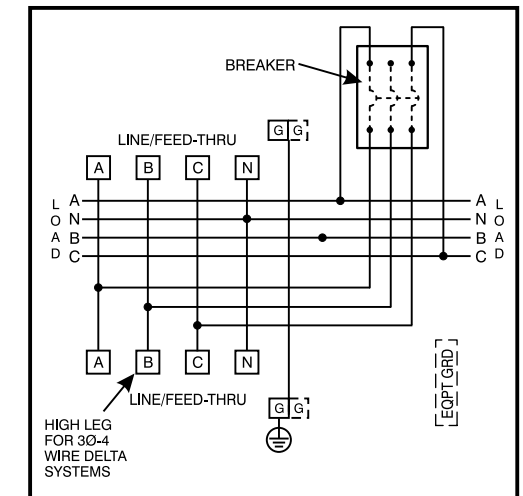 BREAKER
G G
LINE/FEED-THRU
A B C N
L O A D
A
N
B
C
A
N
B
C
L O A D
A B C N
LINE/FEED-THRU
G G
EQPT GRD
HIGH LEG
FOR 3Ø-4
WIRE DELTA
SYSTEMS